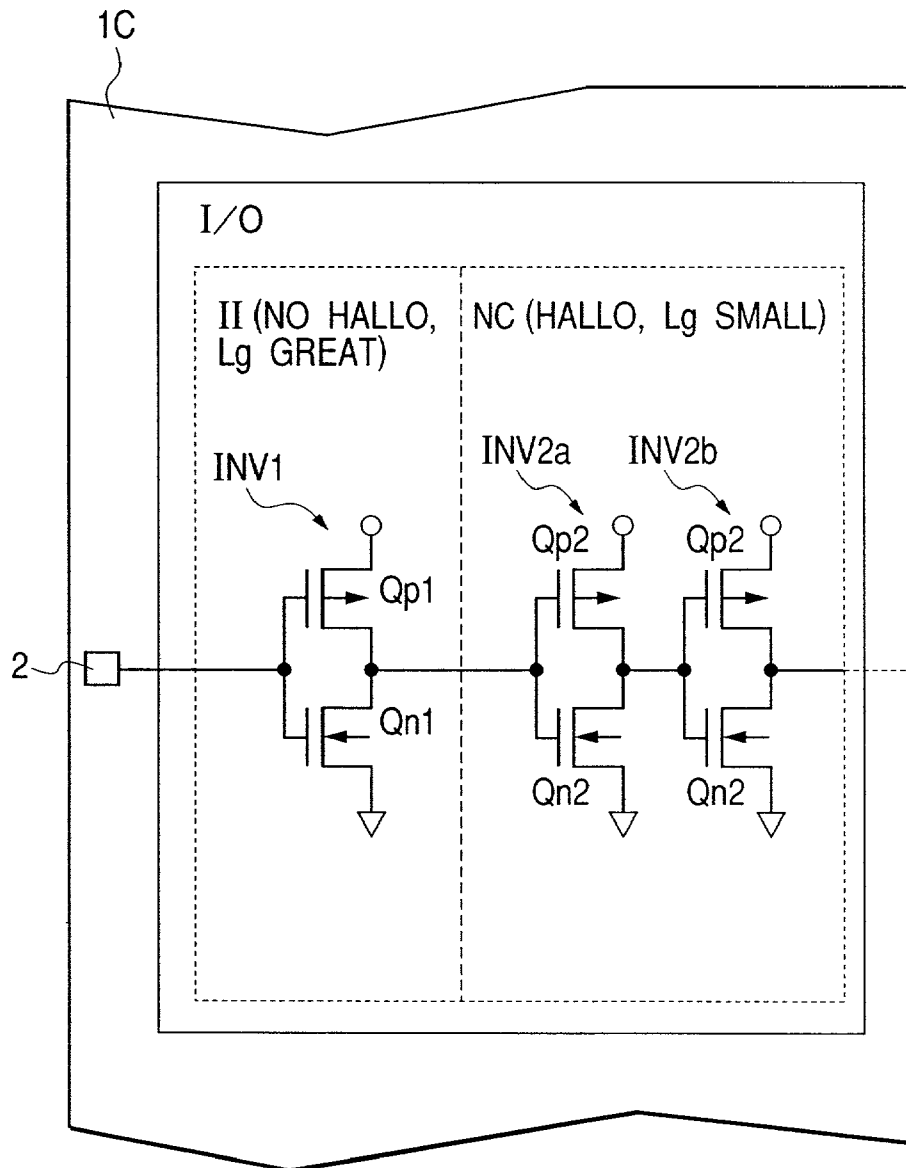 1C
I/O
II (NO HALLO,
Lg GREAT)
NC (HALLO, Lg SMALL)
INV1
INV2a
INV2b
Qp1
Qp2
Qp2
2
Qn1
Qn2
Qn2